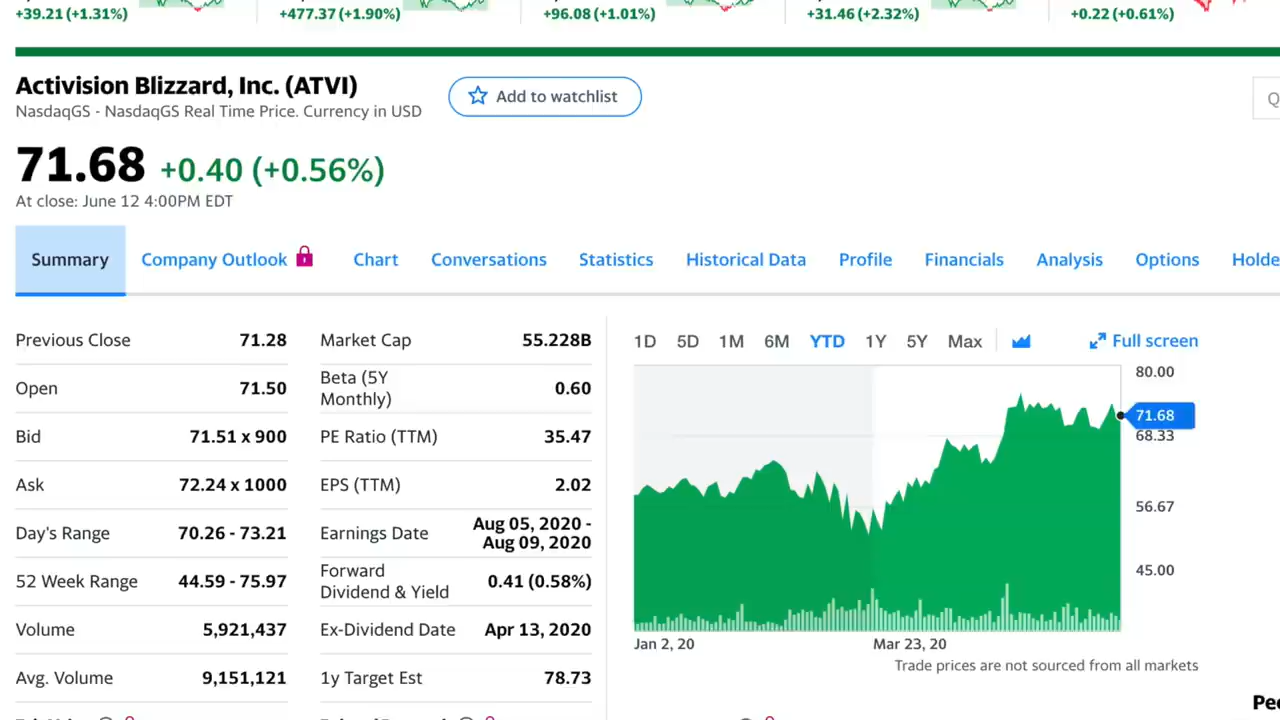 +39.21 (+1.31%) +477.37 (+1.90%) +96.08 (+1.01%) +31.46 (+2.32%) +0.22 (+0.61%)
Activision Blizzard, Inc. (ATVI)
Add to watchlist
NasdaqGS - NasdaqGS Real Time Price. Currency in USD
71.68 +0.40 (+0.56%)
At close: June 12 4:00PM EDT
Summary Company Outlook Chart Conversations Statistics Historical Data Profile Financials Analysis Options Holde
Previous Close 71.28
Open 71.50
Bid 71.51 x 900
Ask 72.24 x 1000
Day's Range 70.26 - 73.21
52 Week Range 44.59 - 75.97
Volume 5,921,437
Avg. Volume 9,151,121
Market Cap 55.228B
Beta (5Y
Monthly) 0.60
PE Ratio (TTM) 35.47
EPS (TTM) 2.02
Earnings Date Aug 05, 2020 -
Aug 09, 2020
Forward
Dividend & Yield 0.41 (0.58%)
Ex-Dividend Date Apr 13, 2020
1y Target Est 78.73
1D 5D 1M 6M YTD 1Y 5Y Max Full screen
80.00
71.68
68.33
56.67
45.00
Jan 2, 20 Mar 23, 20
Trade prices are not sourced from all markets